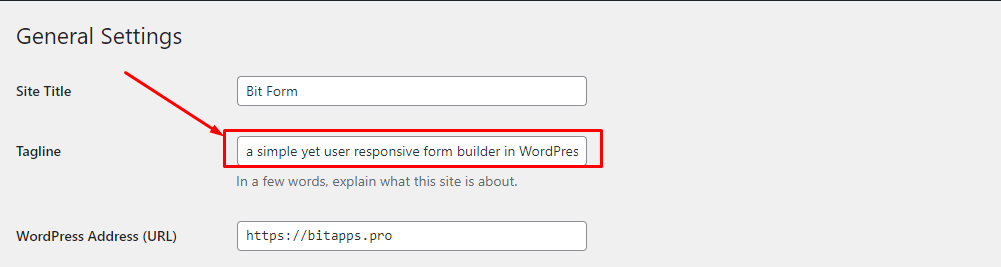 General Settings
Site Title
Bit Form
Tagline
a simple yet user responsive form builder in WordPres
In a few words, explain what this site is about.
WordPress Address (URL)
https://bitapps.pro